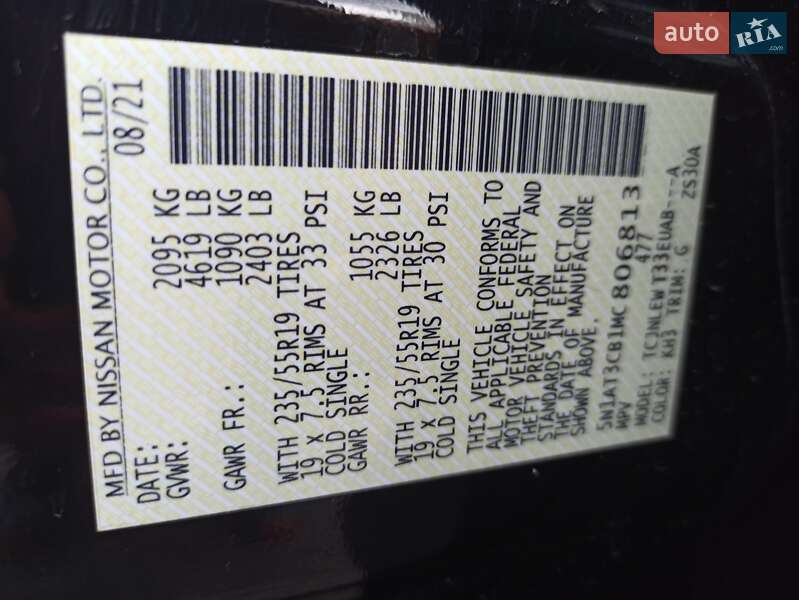 auto RIA.com
MFD BY NISSAN MOTOR CO., LTD.
DATE: 08/21
GVWR: 2095 KG
4619 LB
GAWR FR.: 1090 KG
2403 LB
WITH 235/55R19 TIRES
19 X 7.5 RIMS AT 33 PSI
COLD SINGLE
GAWR RR.: 1055 KG
2326 LB
WITH 235/55R19 TIRES
19 X 7.5 RIMS AT 30 PSI
COLD SINGLE
THIS VEHICLE CONFORMS TO
ALL APPLICABLE FEDERAL
MOTOR VEHICLE SAFETY AND
THEFT PREVENTION
STANDARDS IN EFFECT ON
THE DATE OF MANUFACTURE
SHOWN ABOVE.
5N1AT3CB1MC806813
MPV 477
MODEL: TC3NLEWT33EUAB---A
COLOR: KH3 TRIM: G ZS30A